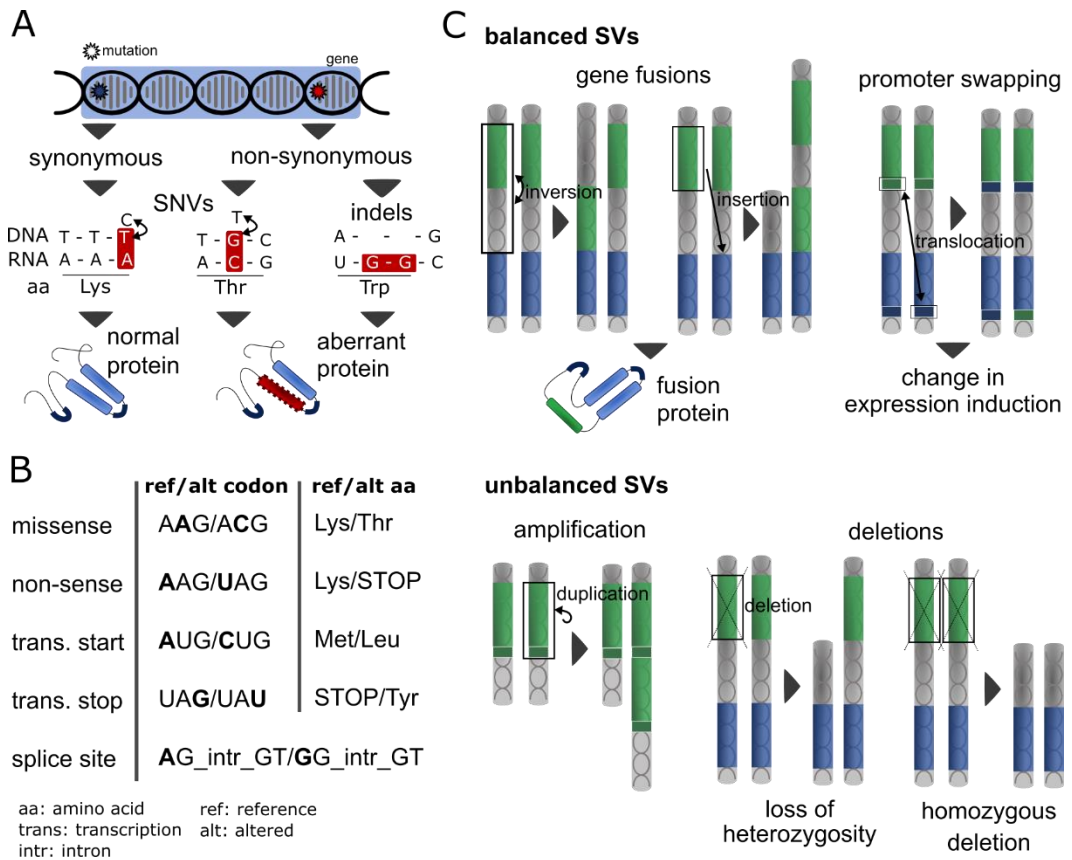 A
mutation
gene
synonymous
non-synonymous
SNVs
indels
C
T
DNA T - T - T T - G - C A - - G
RNA A - A - A A - C - G U - G - G - C
aa Lys Thr Trp
normal
protein
aberrant
protein
B
ref/alt codon ref/alt aa
missense AAG/ACG Lys/Thr
non-sense AAG/UAG Lys/STOP
trans. start AUG/CUG Met/Leu
trans. stop UAG/UAU STOP/Tyr
splice site AG_intr_GT/GG_intr_GT
aa: amino acid ref: reference
trans: transcription alt: altered
intr: intron
C
balanced SVs
gene fusions
promoter swapping
inversion
insertion
translocation
fusion
protein
change in
expression induction
unbalanced SVs
amplification
deletions
duplication
deletion
loss of
heterozygosity
homozygous
deletion